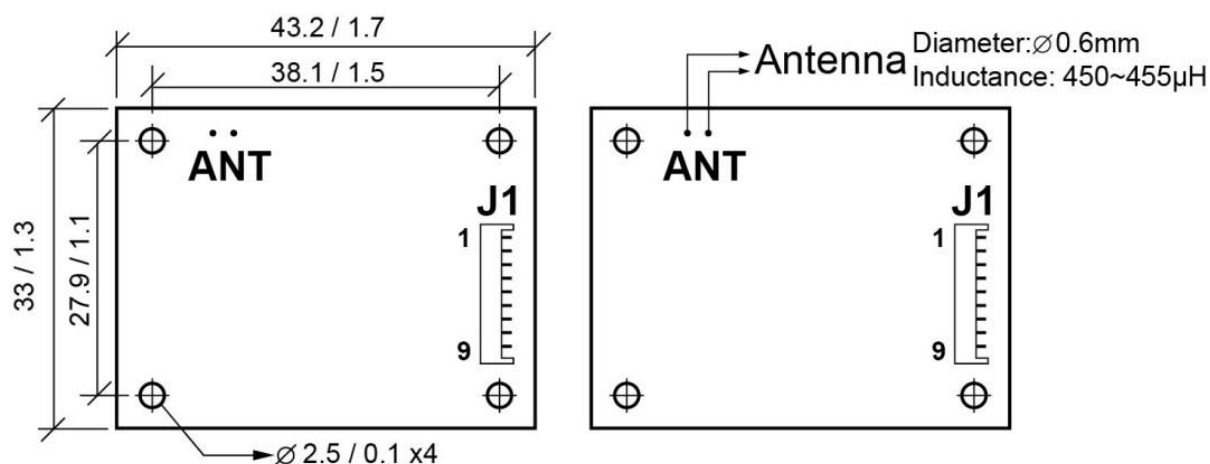 43.2 / 1.7
38.1 / 1.5
33 / 1.3
27.9 / 1.1
ANT
J1
1
9
∅ 2.5 / 0.1 x4
Antenna
Diameter:∅0.6mm
Inductance: 450~455µH
ANT
J1
1
9